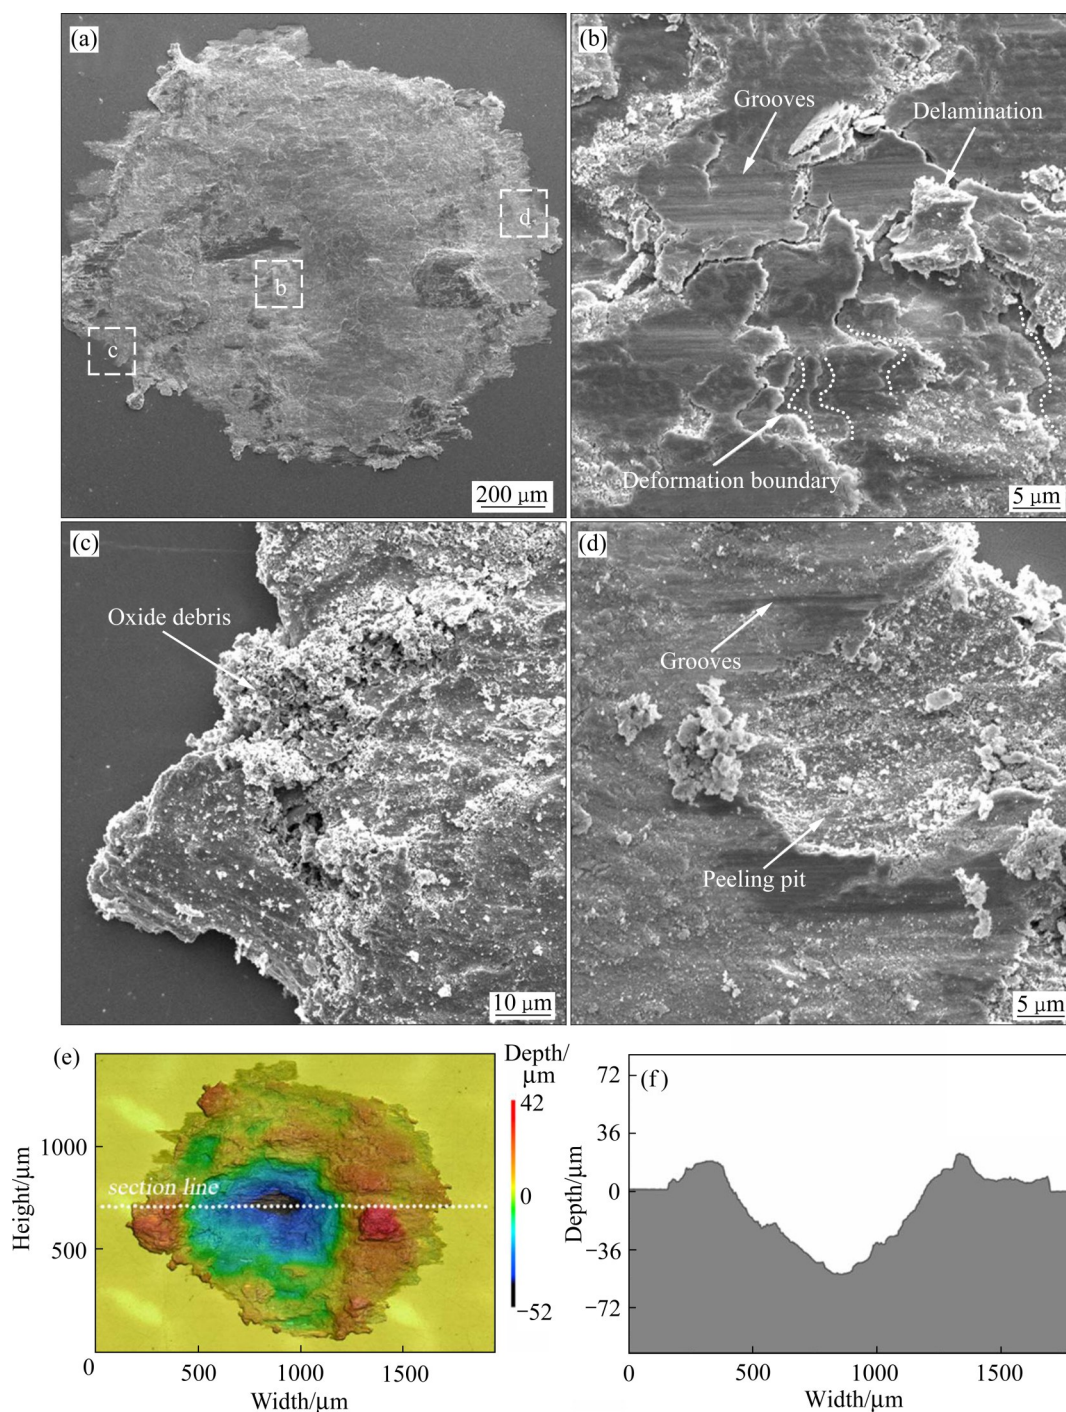 (a)
d
b
c
200 μm
(b)
Grooves
Delamination
Deformation boundary
5 μm
(c)
Oxide debris
10 μm
(d)
Grooves
Peeling pit
5 μm
(e)
Depth/
μm
42
0
−52
1000
500
0
Height/μm
section line
500
1000
1500
Width/μm
(f)
72
36
0
−36
−72
Depth/μm
0
500
1000
1500
Width/μm